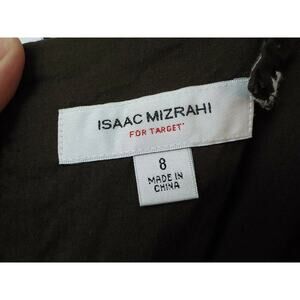 ISAAC MIZRAHI
FOR TARGET
8
MADE IN
CHINA